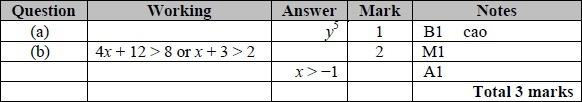 Question Working Answer Mark Notes
(a) y⁵ 1 B1 cao
(b) 4x + 12 > 8 or x + 3 > 2 2 M1
x > −1 A1
Total 3 marks